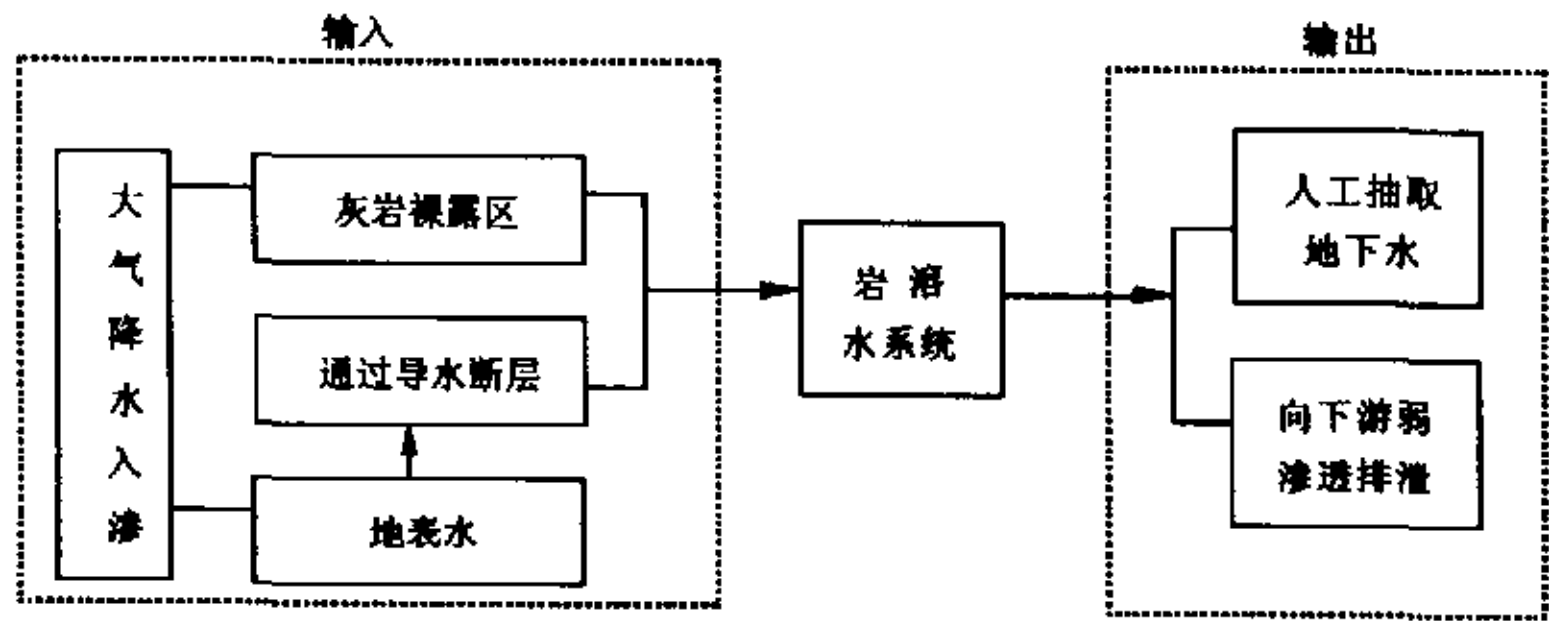 输入
大气降水入渗
灰岩裸露区
通过导水断层
地表水
岩溶
水系统
输出
人工抽取
地下水
向下游弱
渗透排泄